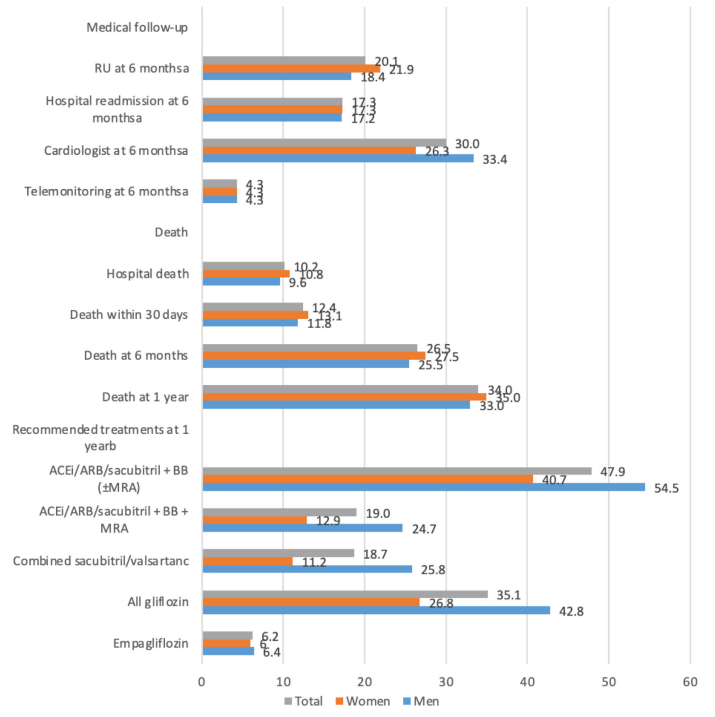 Medical follow-up
RU at 6 monthsa
20.1
21.9
18.4
Hospital readmission at 6
monthsa
17.3
17.3
17.2
Cardiologist at 6 monthsa
30.0
26.3
33.4
Telemonitoring at 6 monthsa
4.3
4.3
4.3
Death
Hospital death
10.2
10.8
9.6
Death within 30 days
12.4
13.1
11.8
Death at 6 months
26.5
27.5
25.5
Death at 1 year
34.0
35.0
33.0
Recommended treatments at 1
yearb
ACEi/ARB/sacubitril + BB
(±MRA)
47.9
40.7
54.5
ACEi/ARB/sacubitril + BB +
MRA
19.0
12.9
24.7
Combined sacubitril/valsartanc
18.7
11.2
25.8
All gliflozin
35.1
26.8
42.8
Empagliflozin
6.2
6
6.4
0 10 20 30 40 50 60
Total Women Men